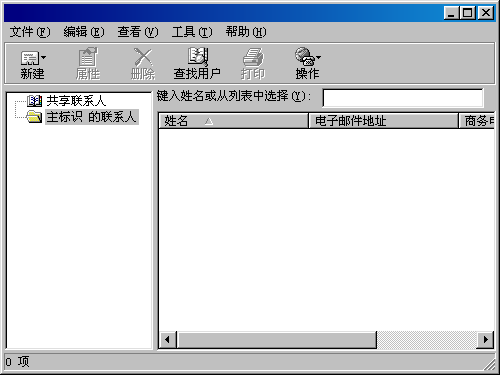 文件(F) 编辑(E) 查看(V) 工具(T) 帮助(H)
新建 属性 删除 查找用户 打印 操作
共享联系人
主标识 的联系人
键入姓名或从列表中选择(Y):
姓名 电子邮件地址 商务电
0 项